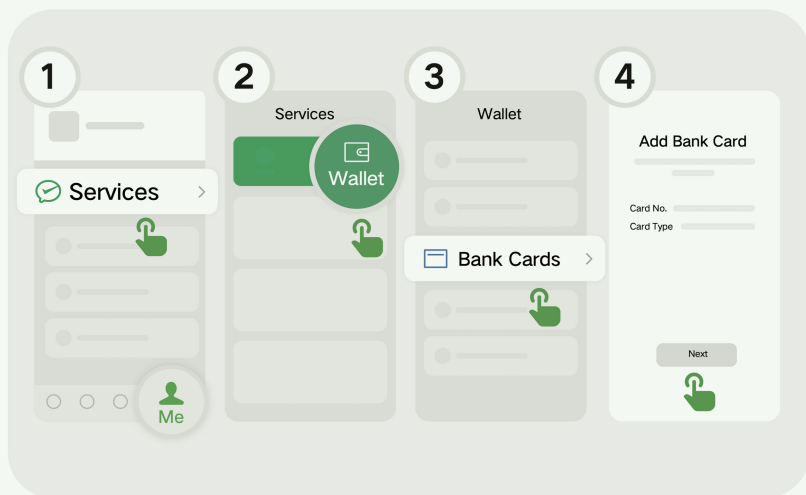 1
Services
Me
2
Services
Wallet
3
Wallet
Bank Cards
4
Add Bank Card
Card No.
Card Type
Next